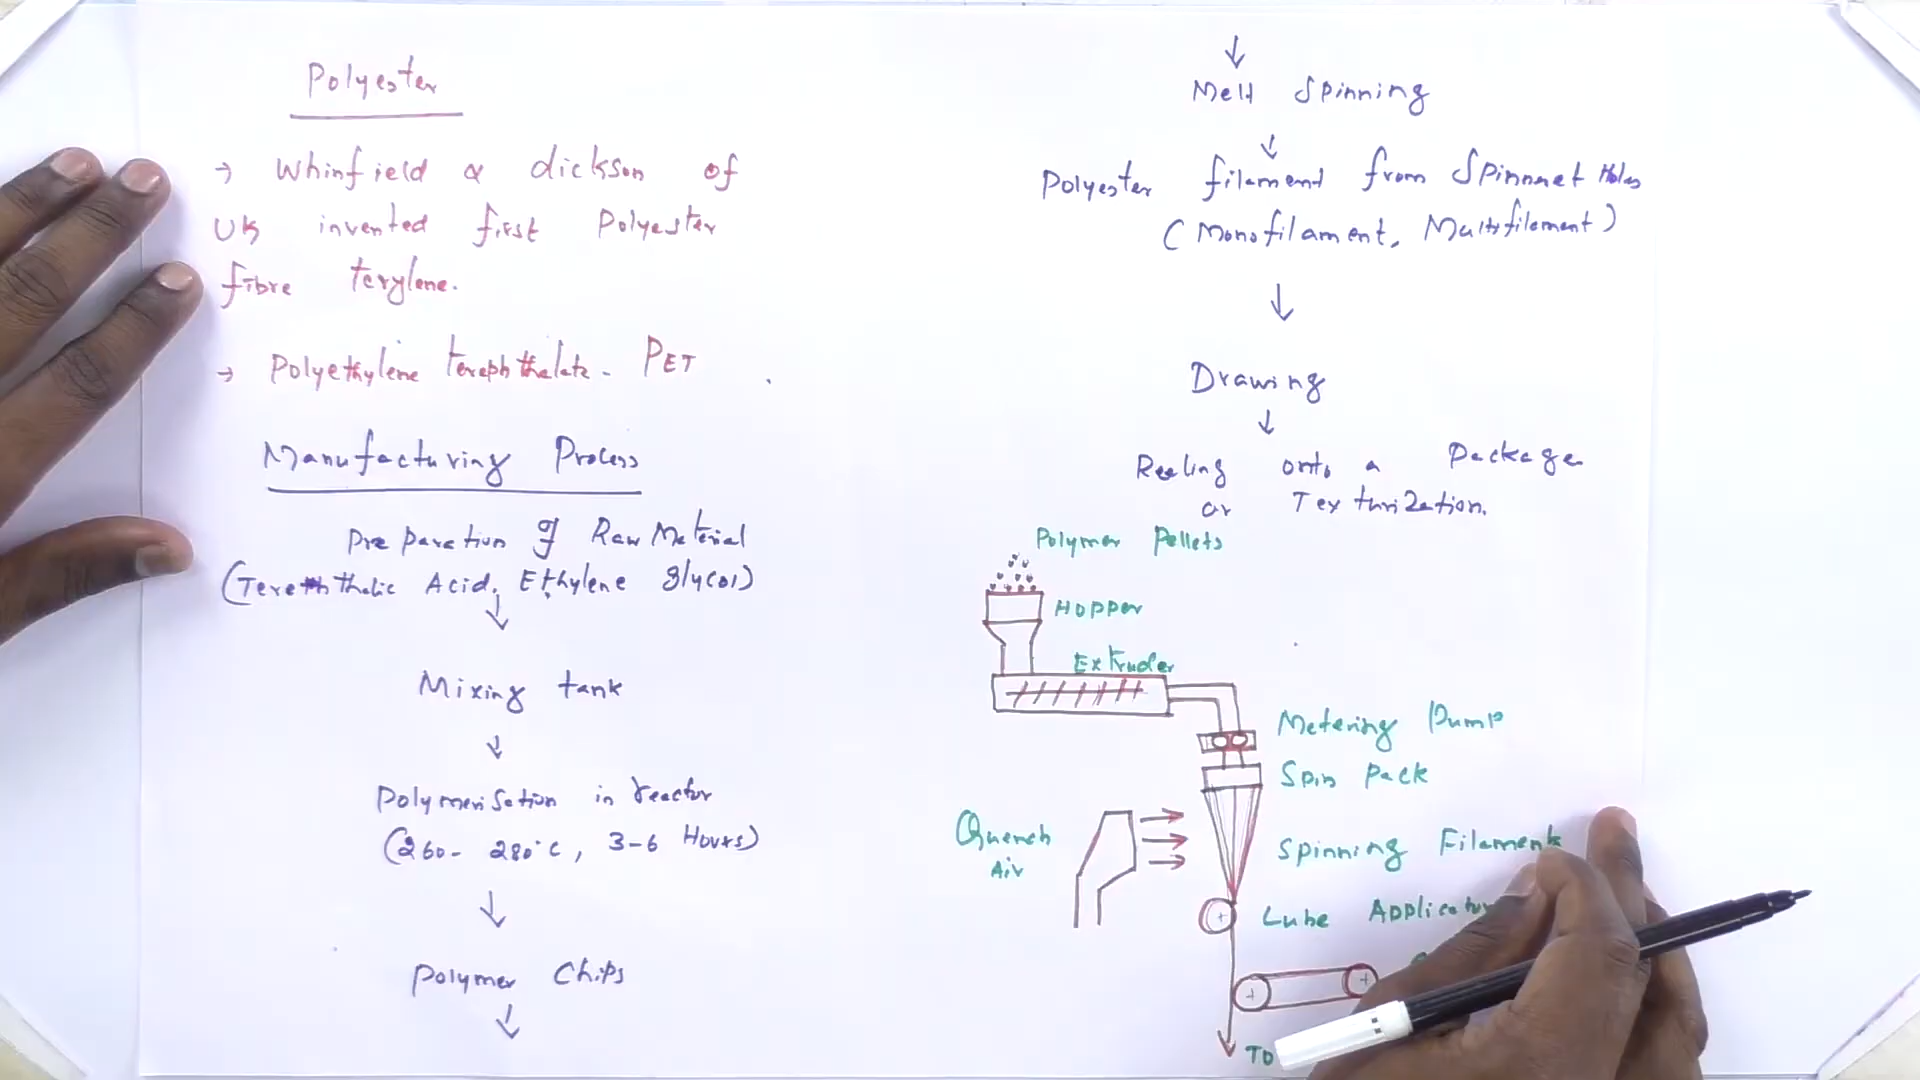 Polyester
→ Whinfield & dickson of
UK invented first Polyester
fibre terylene.
→ Polyethylene terephthalate - PET
Manufacturing Process
Preparation of Raw Material
(Tereththalic Acid, Ethylene glycol)
↓
Mixing tank
↓
Polymerisation in reactor
(260- 280°C, 3-6 Hours)
↓
Polymer Chips
↓
↓
Melt Spinning
↓
Polyester filament from Spinnret Holes
(Monofilament, Multifilament)
↓
Drawing
↓
Reeling onto a Package
or Texturization.
Polymer Pellets
Hopper
Extruder
Metering Pump
Spin Pack
Quench
Air
Spinning Filaments
Lube Applicator
To